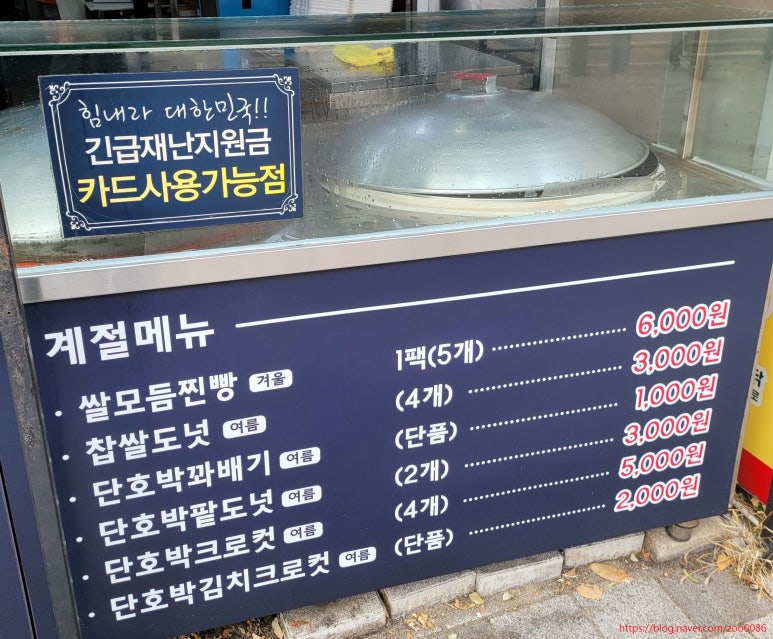 힘내라 대한민국!!
긴급재난지원금
카드사용가능점
계절메뉴
· 쌀모듬찐빵 겨울 1팩(5개) 6,000원
· 찹쌀도넛 여름 (4개) 3,000원
· 단호박꽈배기 여름 (단품) 1,000원
· 단호박팥도넛 여름 (2개) 3,000원
· 단호박크로켓 여름 (4개) 5,000원
· 단호박김치크로켓 여름 (단품) 2,000원
https://blog.naver.com/zo60086